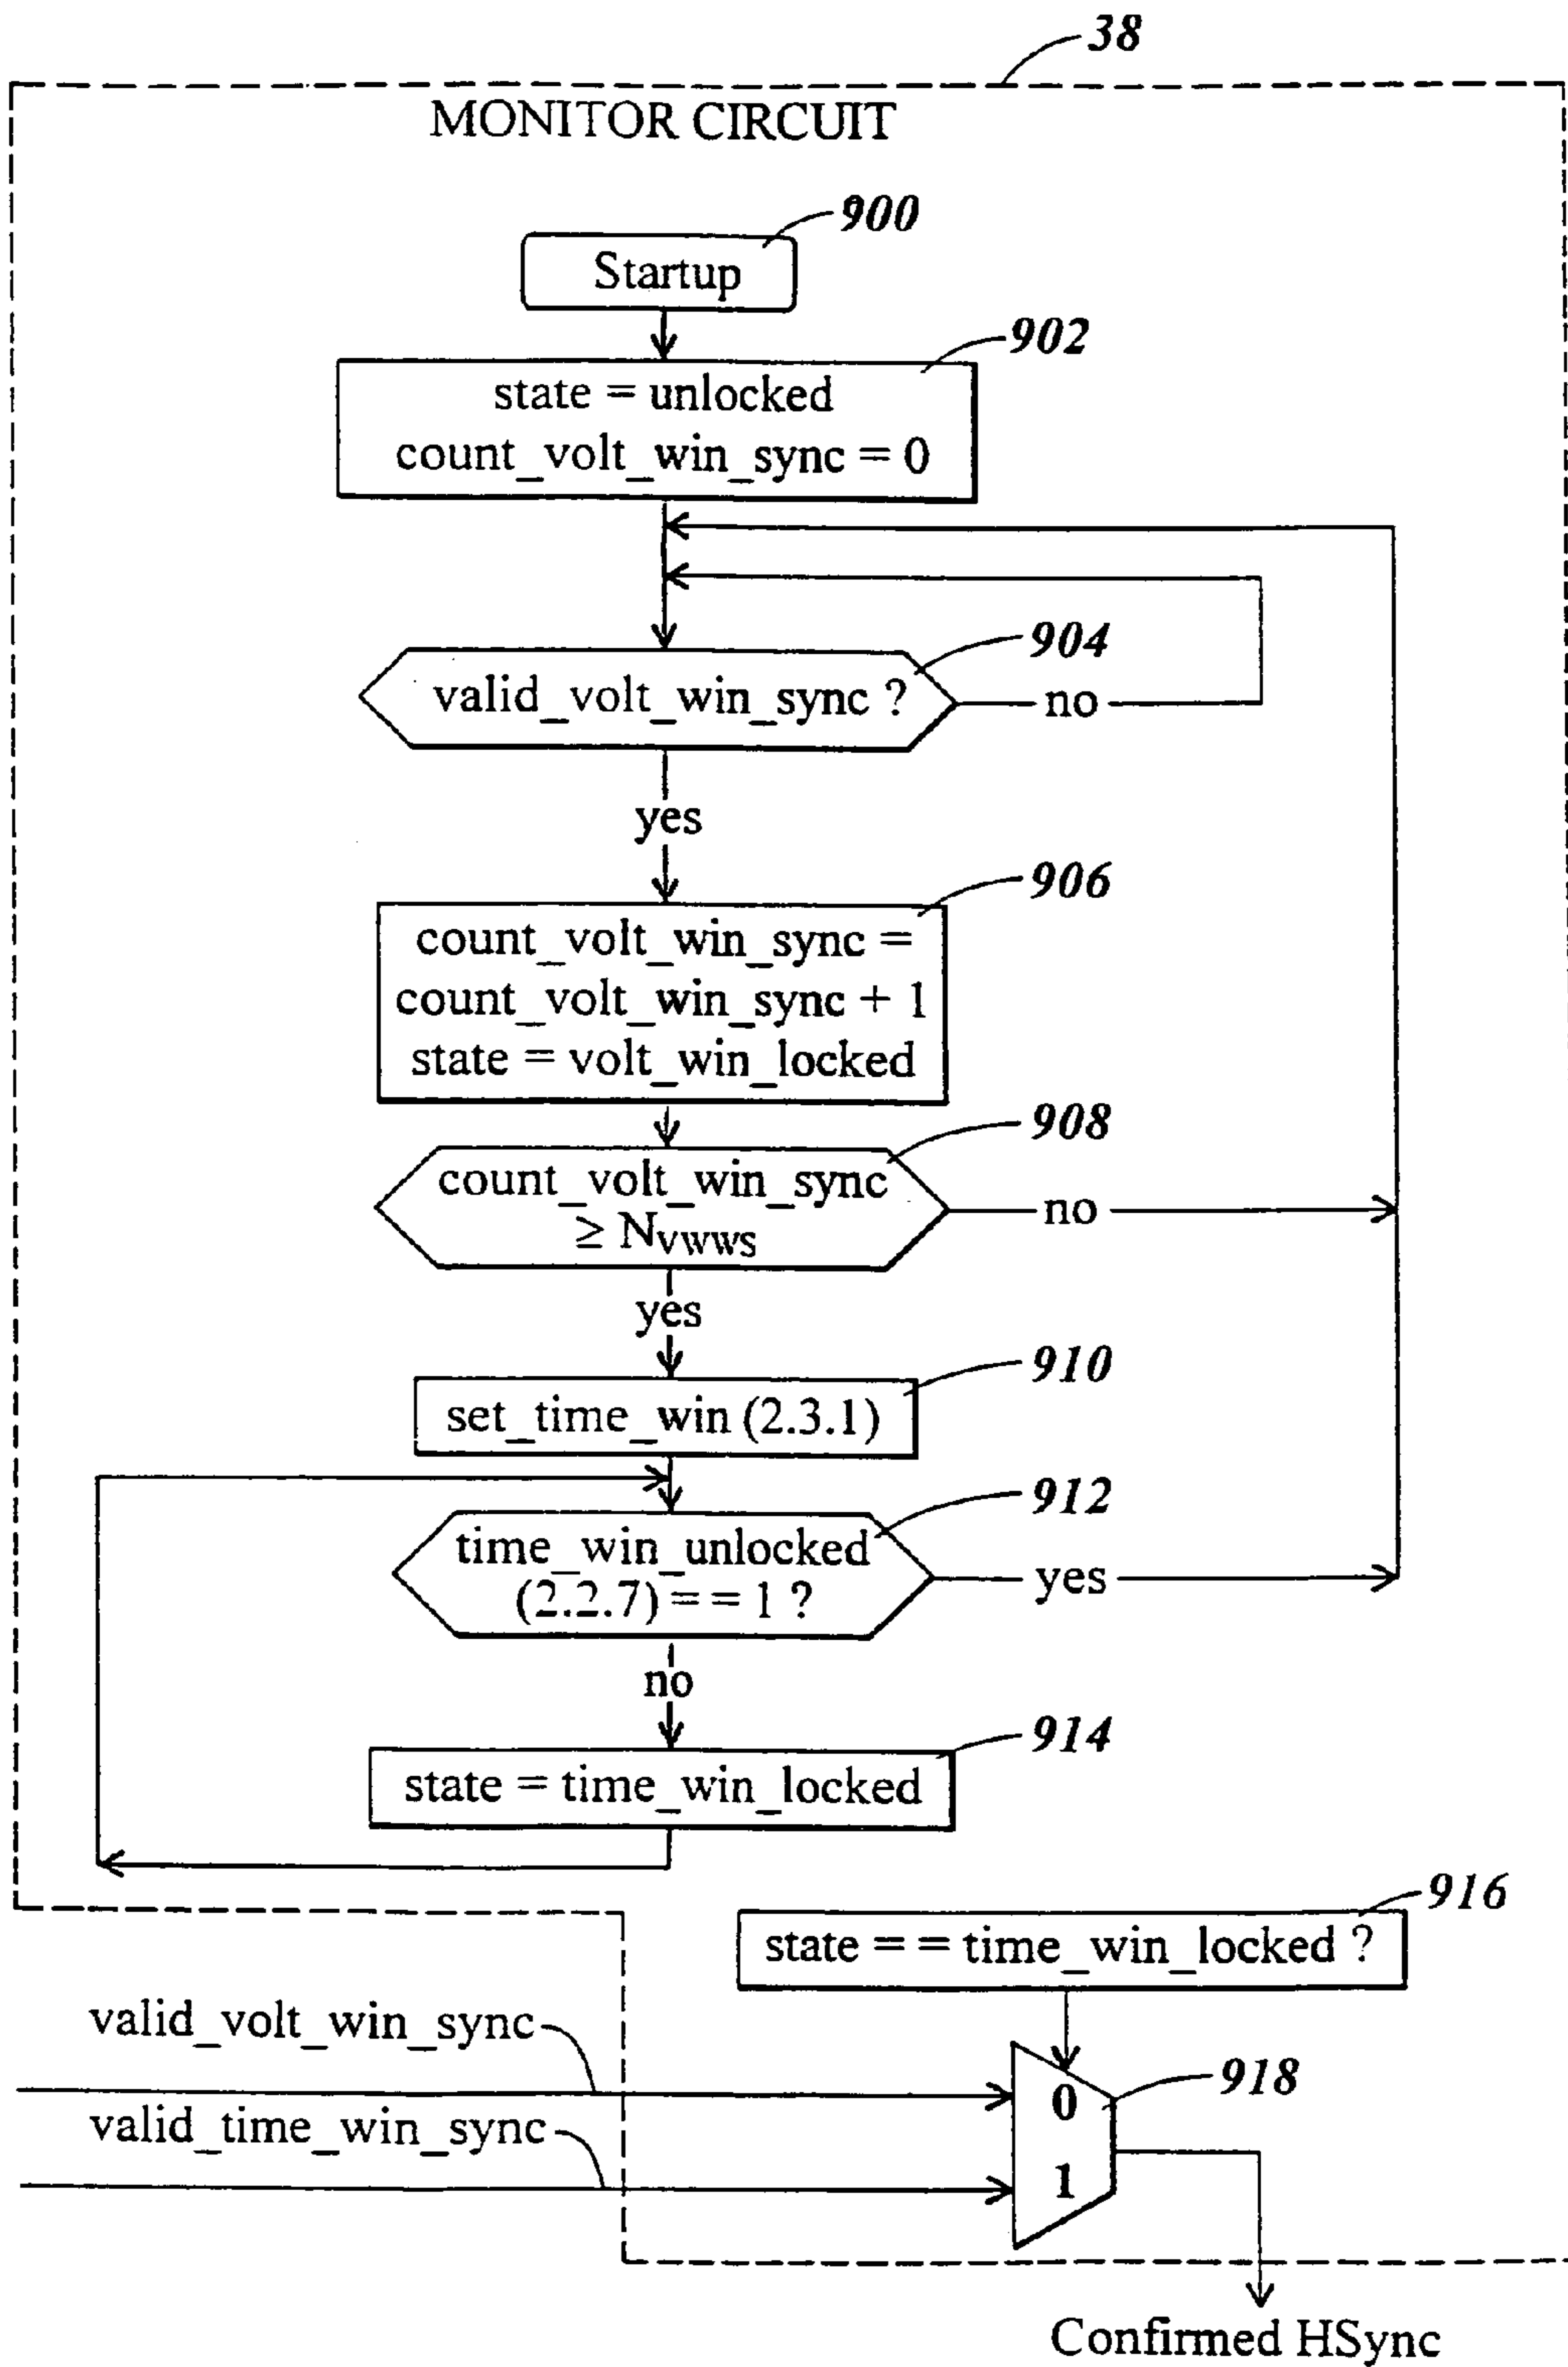 38
MONITOR CIRCUIT
900
Startup
902
state = unlocked
count_volt_win_sync = 0
904
valid_volt_win_sync ?
no
yes
906
count_volt_win_sync =
count_volt_win_sync + 1
state = volt_win_locked
908
count_volt_win_sync
≥ NVWWS
no
yes
910
set_time_win (2.3.1)
912
time_win_unlocked
(2.2.7) = = 1 ?
yes
no
914
state = time_win_locked
916
state = = time_win_locked ?
valid_volt_win_sync
918
0
valid_time_win_sync
1
Confirmed HSync